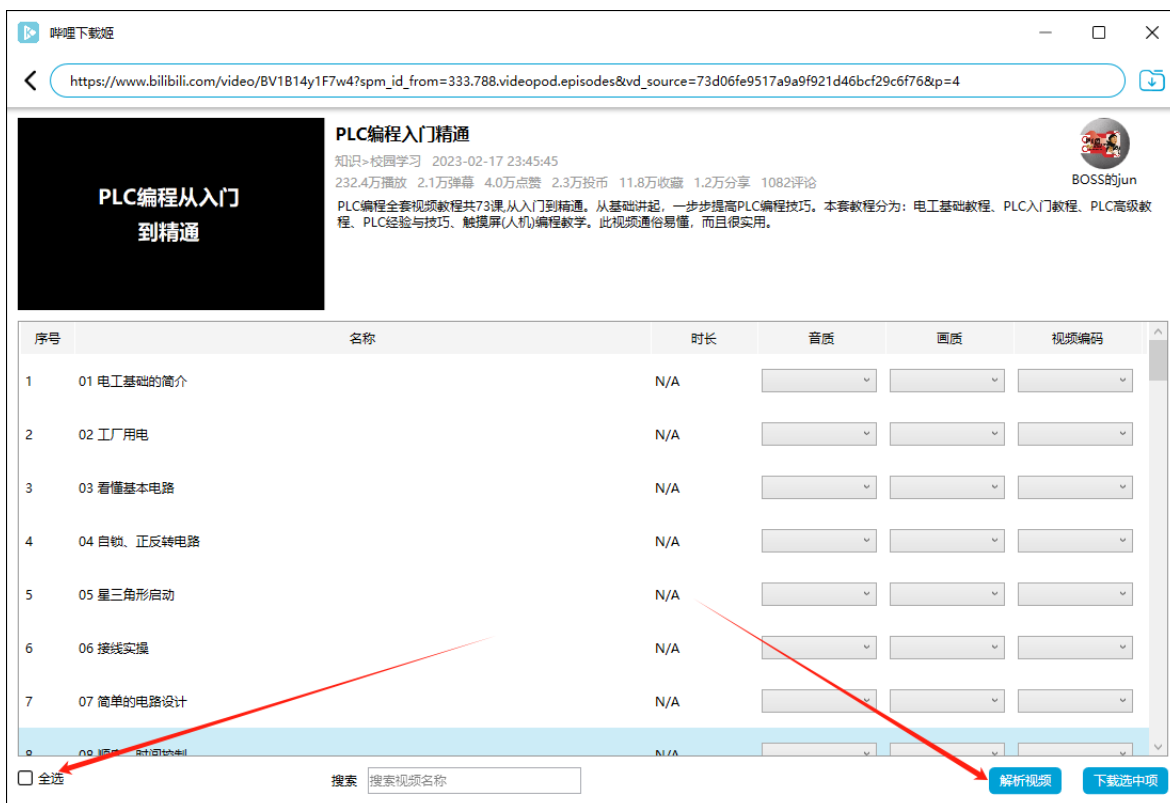 哔哩下载姬
https://www.bilibili.com/video/BV1B14y1F7w4?spm_id_from=333.788.videopod.episodes&vd_source=73d06fe9517a9a9f921d46bcf29c6f76&p=4
PLC编程从入门
到精通
PLC编程入门精通
知识>校园学习 2023-02-17 23:45:45
232.4万播放 2.1万弹幕 4.0万点赞 2.3万投币 11.8万收藏 1.2万分享 1082评论
PLC编程全套视频教程共73课,从入门到精通。从基础讲起，一步步提高PLC编程技巧。本套教程分为：电工基础教程、PLC入门教程、PLC高级教
程、PLC经验与技巧、触摸屏(人机)编程教学。此视频通俗易懂，而且很实用。
BOSS的jun
序号 名称 时长 音质 画质 视频编码
1 01 电工基础的简介 N/A
2 02 工厂用电 N/A
3 03 看懂基本电路 N/A
4 04 自锁、正反转电路 N/A
5 05 星三角形启动 N/A
6 06 接线实操 N/A
7 07 简单的电路设计 N/A
8 08 顺序、时间控制 N/A
全选 搜索 搜索视频名称 解析视频 下载选中项